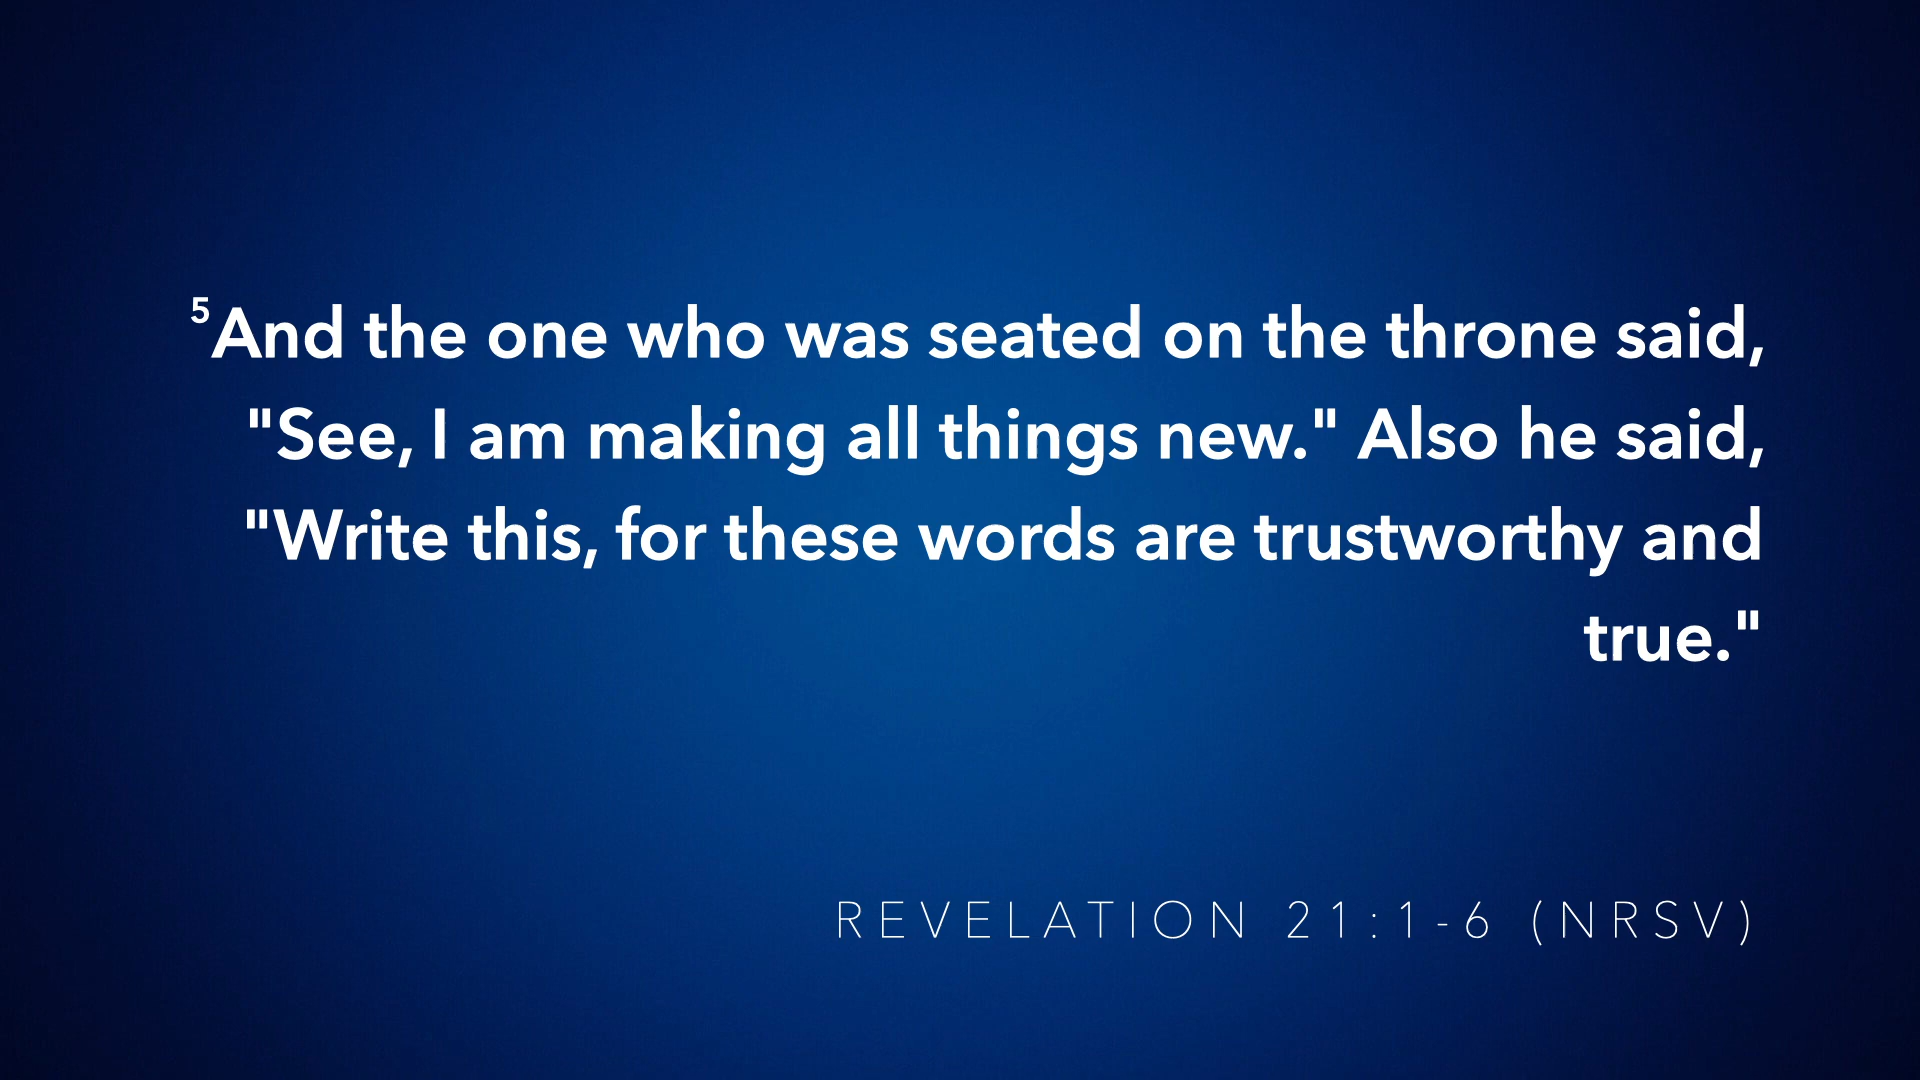 ⁵And the one who was seated on the throne said,
"See, I am making all things new." Also he said,
"Write this, for these words are trustworthy and
true."
REVELATION 21:1-6 (NRSV)